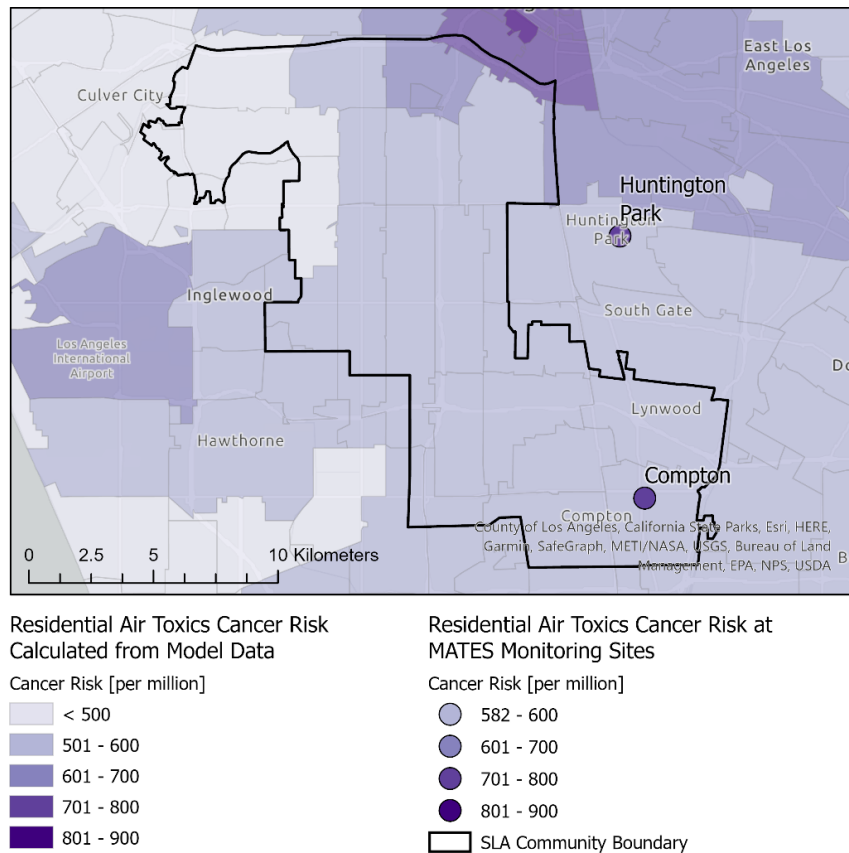 East Los
Angeles
Culver City
Huntington
Park
Huntington
Park
Inglewood
South Gate
Los Angeles
International
Airport
Do
Lynwood
Hawthorne
Compton
Compton
County of Los Angeles, California State Parks, Esri, HERE,
Garmin, SafeGraph, METI/NASA, USGS, Bureau of Land
Management, EPA, NPS, USDA
B
0 2.5 5 10 Kilometers
Residential Air Toxics Cancer Risk
Calculated from Model Data
Cancer Risk [per million]
< 500
501 - 600
601 - 700
701 - 800
801 - 900
Residential Air Toxics Cancer Risk at
MATES Monitoring Sites
Cancer Risk [per million]
582 - 600
601 - 700
701 - 800
801 - 900
SLA Community Boundary